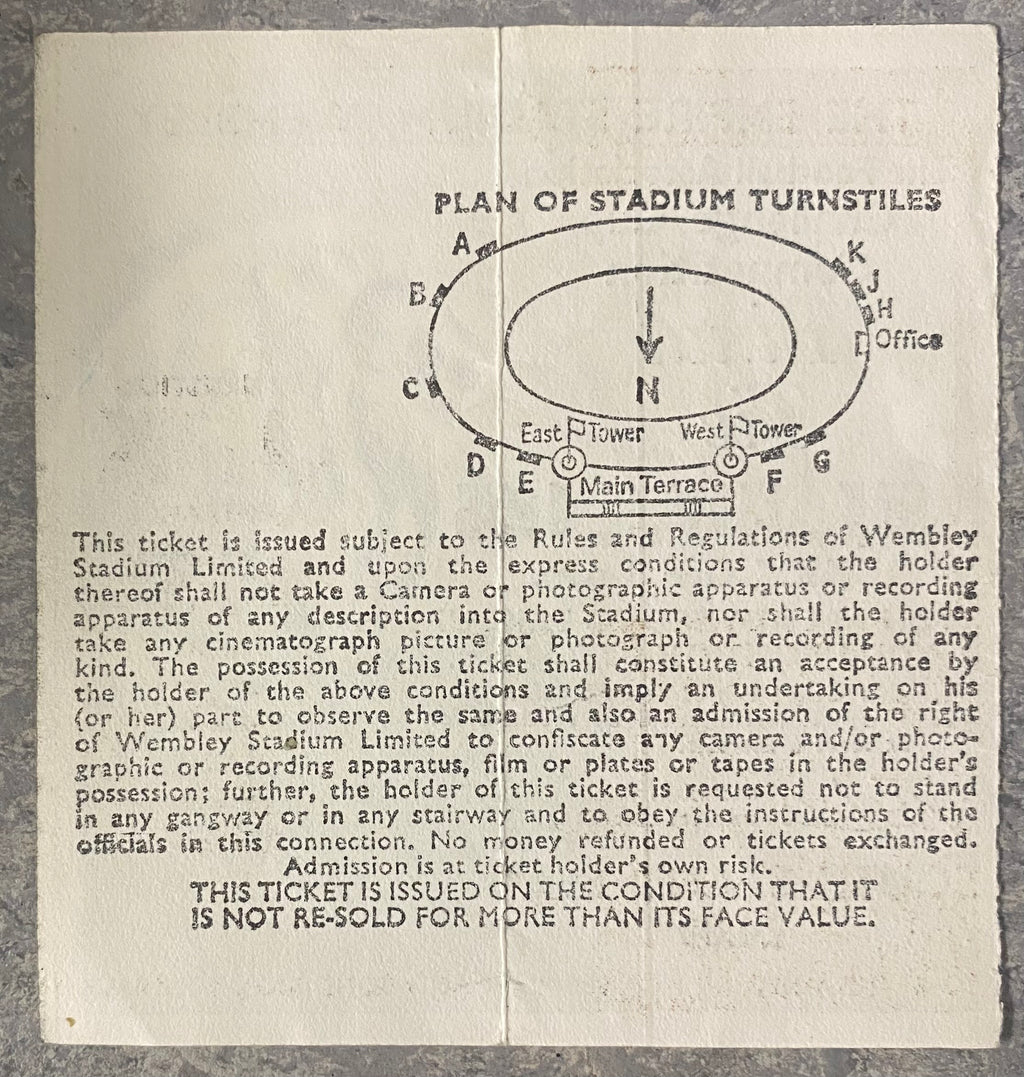 PLAN OF STADIUM TURNSTILES
A
K
B
J
H
Office
C
N
East Tower
West Tower
D
E
F
G
Main Terrace
This ticket is issued subject to the Rules and Regulations of Wembley
Stadium Limited and upon the express conditions that the holder
thereof shall not take a Camera or photographic apparatus or recording
apparatus of any description into the Stadium, nor shall the holder
take any cinematograph picture or photograph or recording of any
kind. The possession of this ticket shall constitute an acceptance by
the holder of the above conditions and imply an undertaking on his
(or her) part to observe the same and also an admission of the right
of Wembley Stadium Limited to confiscate any camera and/or photo-
graphic or recording apparatus, film or plates or tapes in the holder's
possession; further, the holder of this ticket is requested not to stand
in any gangway or in any stairway and to obey the instructions of the
officials in this connection. No money refunded or tickets exchanged.
Admission is at ticket holder's own risk.
THIS TICKET IS ISSUED ON THE CONDITION THAT IT
IS NOT RE-SOLD FOR MORE THAN ITS FACE VALUE.